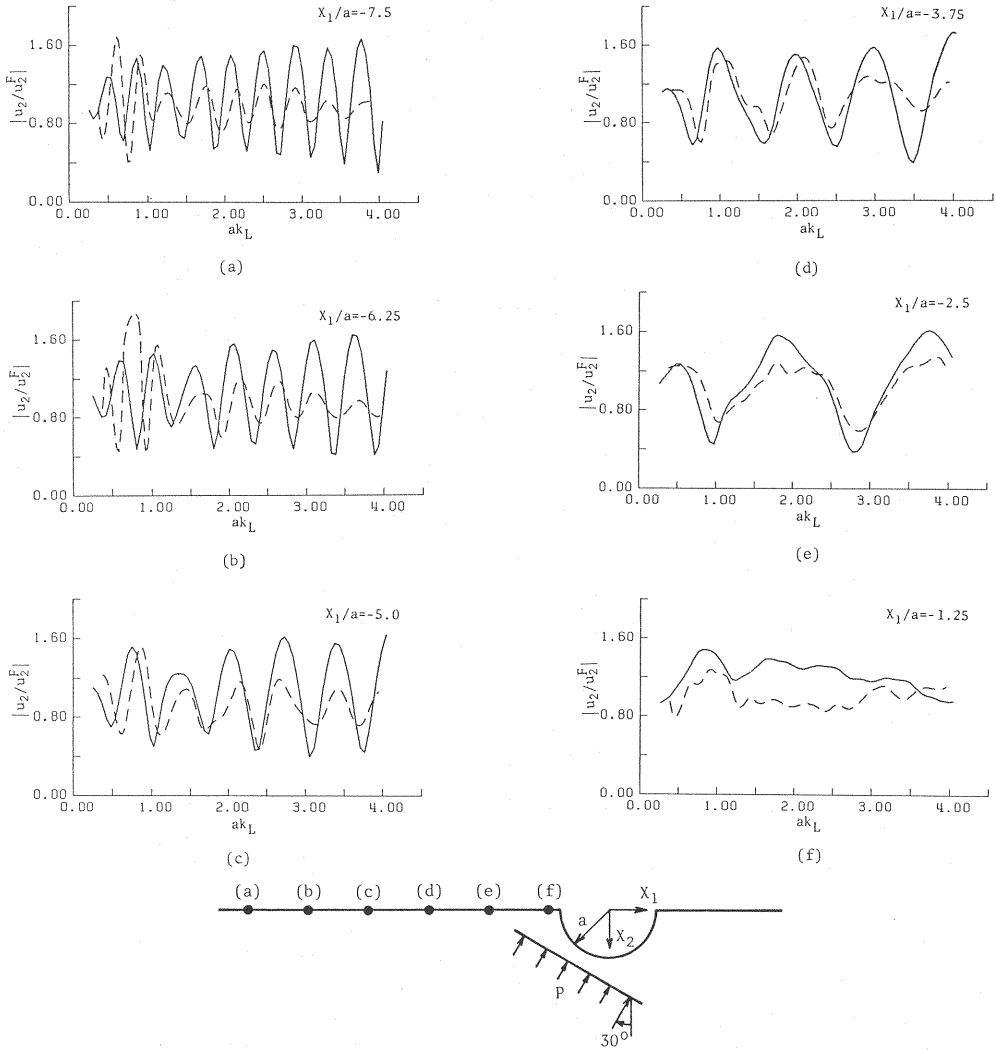 X1/a=-7.5
|u2/u2^F|
1.60
0.80
0.00
0.00 1.00 2.00 3.00 4.00
akL
(a)
X1/a=-3.75
|u2/u2^F|
1.60
0.80
0.00
0.00 1.00 2.00 3.00 4.00
akL
(d)
X1/a=-6.25
|u2/u2^F|
1.60
0.80
0.00
0.00 1.00 2.00 3.00 4.00
akL
(b)
X1/a=-2.5
|u2/u2^F|
1.60
0.80
0.00
0.00 1.00 2.00 3.00 4.00
akL
(e)
X1/a=-5.0
|u2/u2^F|
1.60
0.80
0.00
0.00 1.00 2.00 3.00 4.00
akL
(c)
X1/a=-1.25
|u2/u2^F|
1.60
0.80
0.00
0.00 1.00 2.00 3.00 4.00
akL
(f)
(a) (b) (c) (d) (e) (f)
X1
a
X2
P
30°